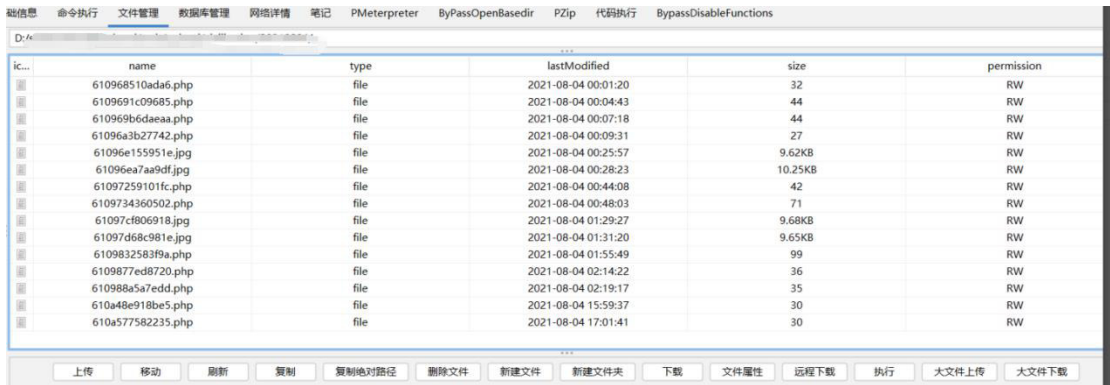 础信息 命令执行 文件管理 数据库管理 网络详情 笔记 PMeterpreter ByPassOpenBasedir PZip 代码执行 BypassDisableFunctions
D:/
ic... name type lastModified size permission
610968510ada6.php file 2021-08-04 00:01:20 32 RW
6109691c09685.php file 2021-08-04 00:04:43 44 RW
610969b6daeaa.php file 2021-08-04 00:07:18 44 RW
61096a3b27742.php file 2021-08-04 00:09:31 27 RW
61096e155951e.jpg file 2021-08-04 00:25:57 9.62KB RW
61096ea7aa9df.jpg file 2021-08-04 00:28:23 10.25KB RW
61097259101fc.php file 2021-08-04 00:44:08 42 RW
6109734360502.php file 2021-08-04 00:48:03 71 RW
61097cf806918.jpg file 2021-08-04 01:29:27 9.68KB RW
61097d68c981e.jpg file 2021-08-04 01:31:20 9.65KB RW
6109832583f9a.php file 2021-08-04 01:55:49 99 RW
6109877ed8720.php file 2021-08-04 02:14:22 36 RW
610988a5a7edd.php file 2021-08-04 02:19:17 35 RW
610a48e918be5.php file 2021-08-04 15:59:37 30 RW
610a577582235.php file 2021-08-04 17:01:41 30 RW
上传 移动 刷新 复制 复制绝对路径 删除文件 新建文件 新建文件夹 下载 文件属性 远程下载 执行 大文件上传 大文件下载